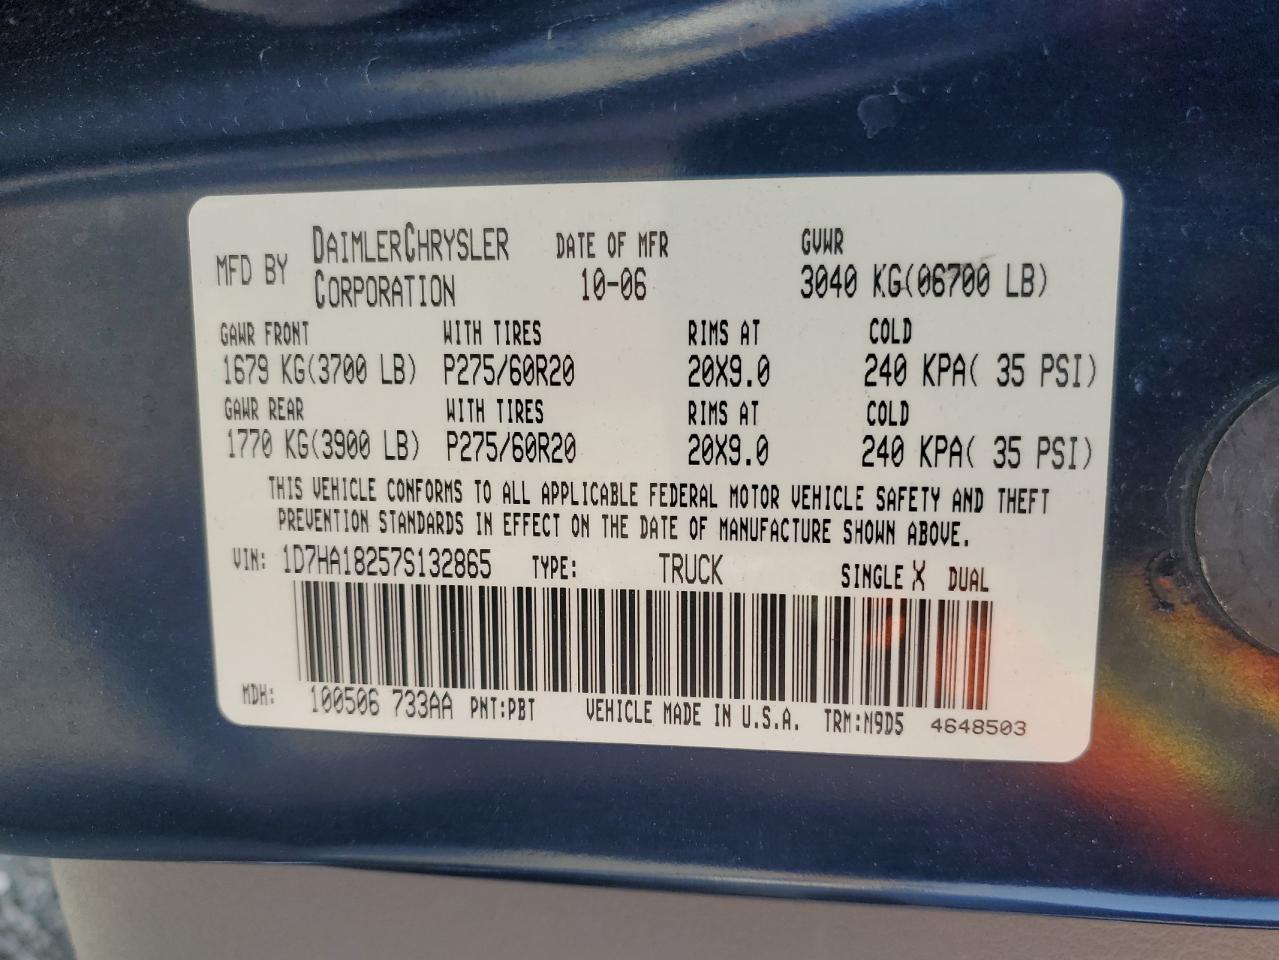 MFD BY DAIMLERCHRYSLER CORPORATION DATE OF MFR 10-06 GVWR 3040 KG(06700 LB)
GAWR FRONT WITH TIRES RIMS AT COLD
1679 KG(3700 LB) P275/60R20 20X9.0 240 KPA( 35 PSI)
GAWR REAR WITH TIRES RIMS AT COLD
1770 KG(3900 LB) P275/60R20 20X9.0 240 KPA( 35 PSI)
THIS VEHICLE CONFORMS TO ALL APPLICABLE FEDERAL MOTOR VEHICLE SAFETY AND THEFT
PREVENTION STANDARDS IN EFFECT ON THE DATE OF MANUFACTURE SHOWN ABOVE.
VIN: 1D7HA18257S132865 TYPE: TRUCK SINGLE X DUAL
MDH: 100506 733AA PNT:PBT VEHICLE MADE IN U.S.A. TRM:M9D5 4648503